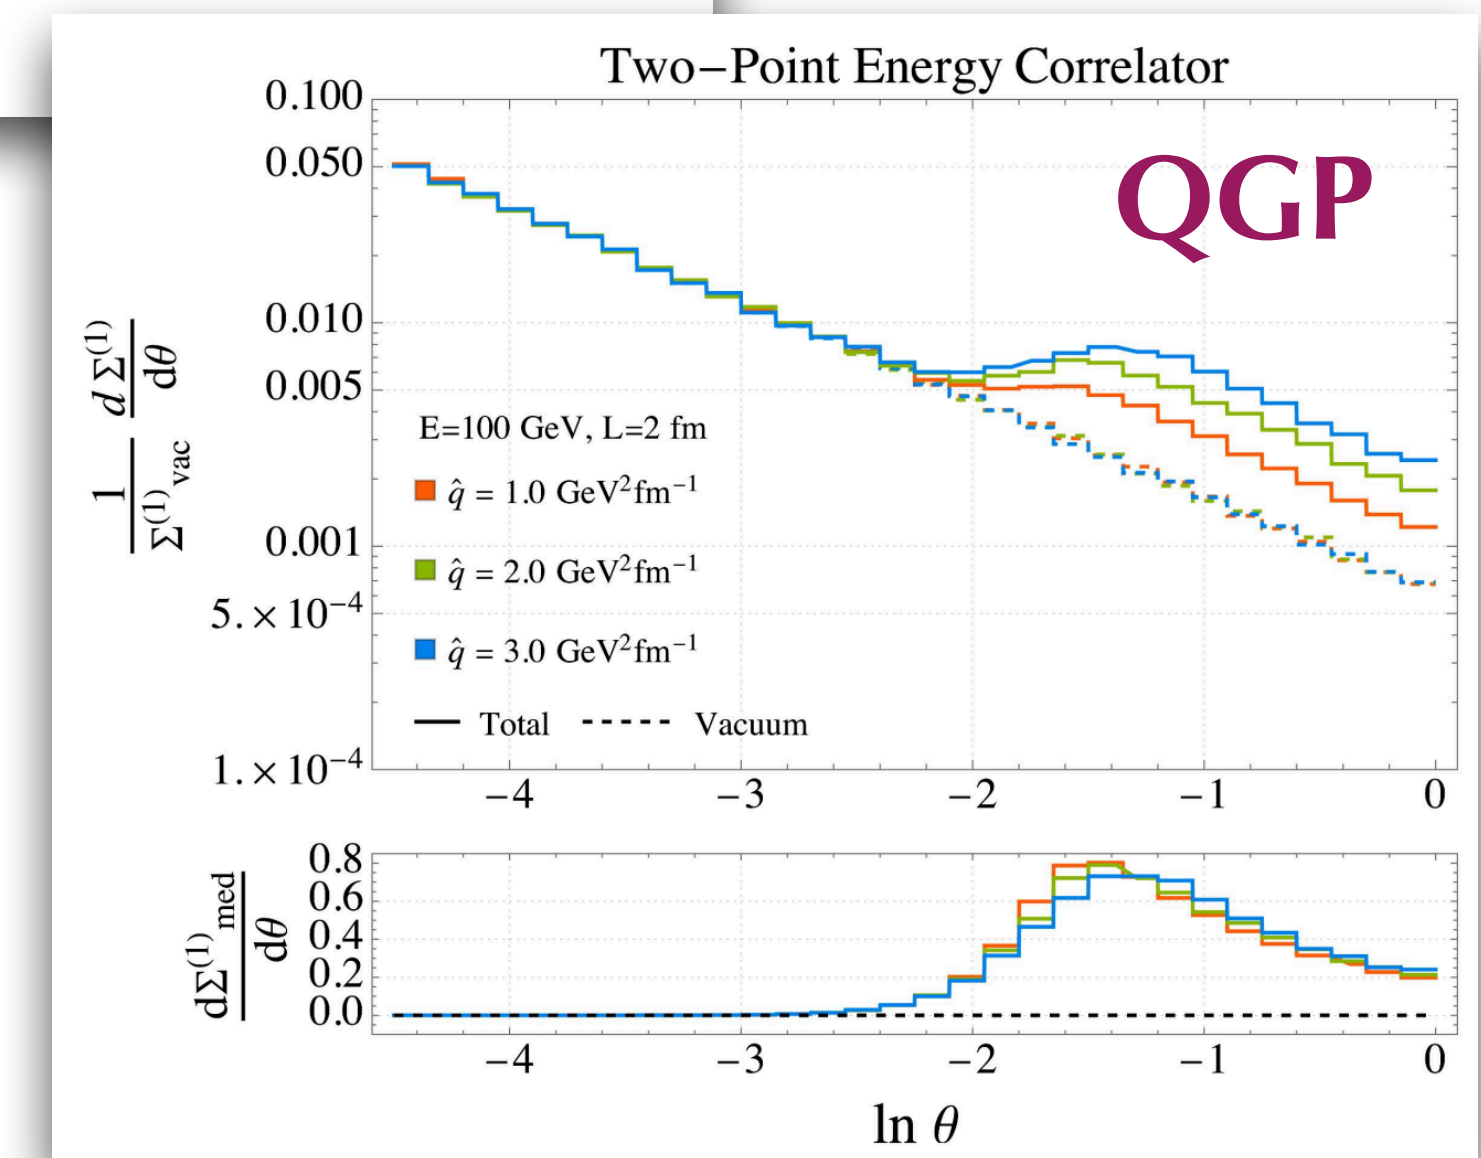 Two−Point Energy Correlator
QGP
0.100
0.050
0.010
0.005
0.001
5. × 10⁻⁴
1. × 10⁻⁴
1/Σ⁽¹⁾vac d Σ⁽¹⁾/dθ
E=100 GeV, L=2 fm
q̂ = 1.0 GeV²fm⁻¹
q̂ = 2.0 GeV²fm⁻¹
q̂ = 3.0 GeV²fm⁻¹
Total Vacuum
−4 −3 −2 −1 0
dΣ⁽¹⁾med/dθ
0.8
0.6
0.4
0.2
0.0
−4 −3 −2 −1 0
ln θ